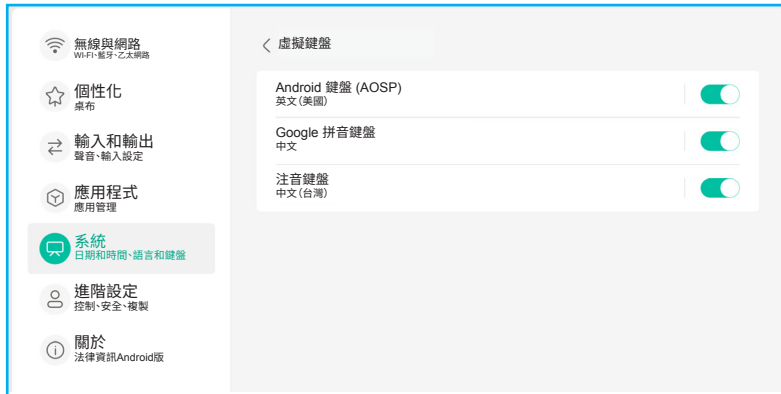 無線與網路
WI-FI、藍牙、乙太網路
個性化
桌布
輸入和輸出
聲音、輸入設定
應用程式
應用管理
系統
日期和時間、語言和鍵盤
進階設定
控制、安全、複製
關於
法律資訊Android版
虛擬鍵盤
Android 鍵盤 (AOSP)
英文（美國）
Google 拼音鍵盤
中文
注音鍵盤
中文（台灣）